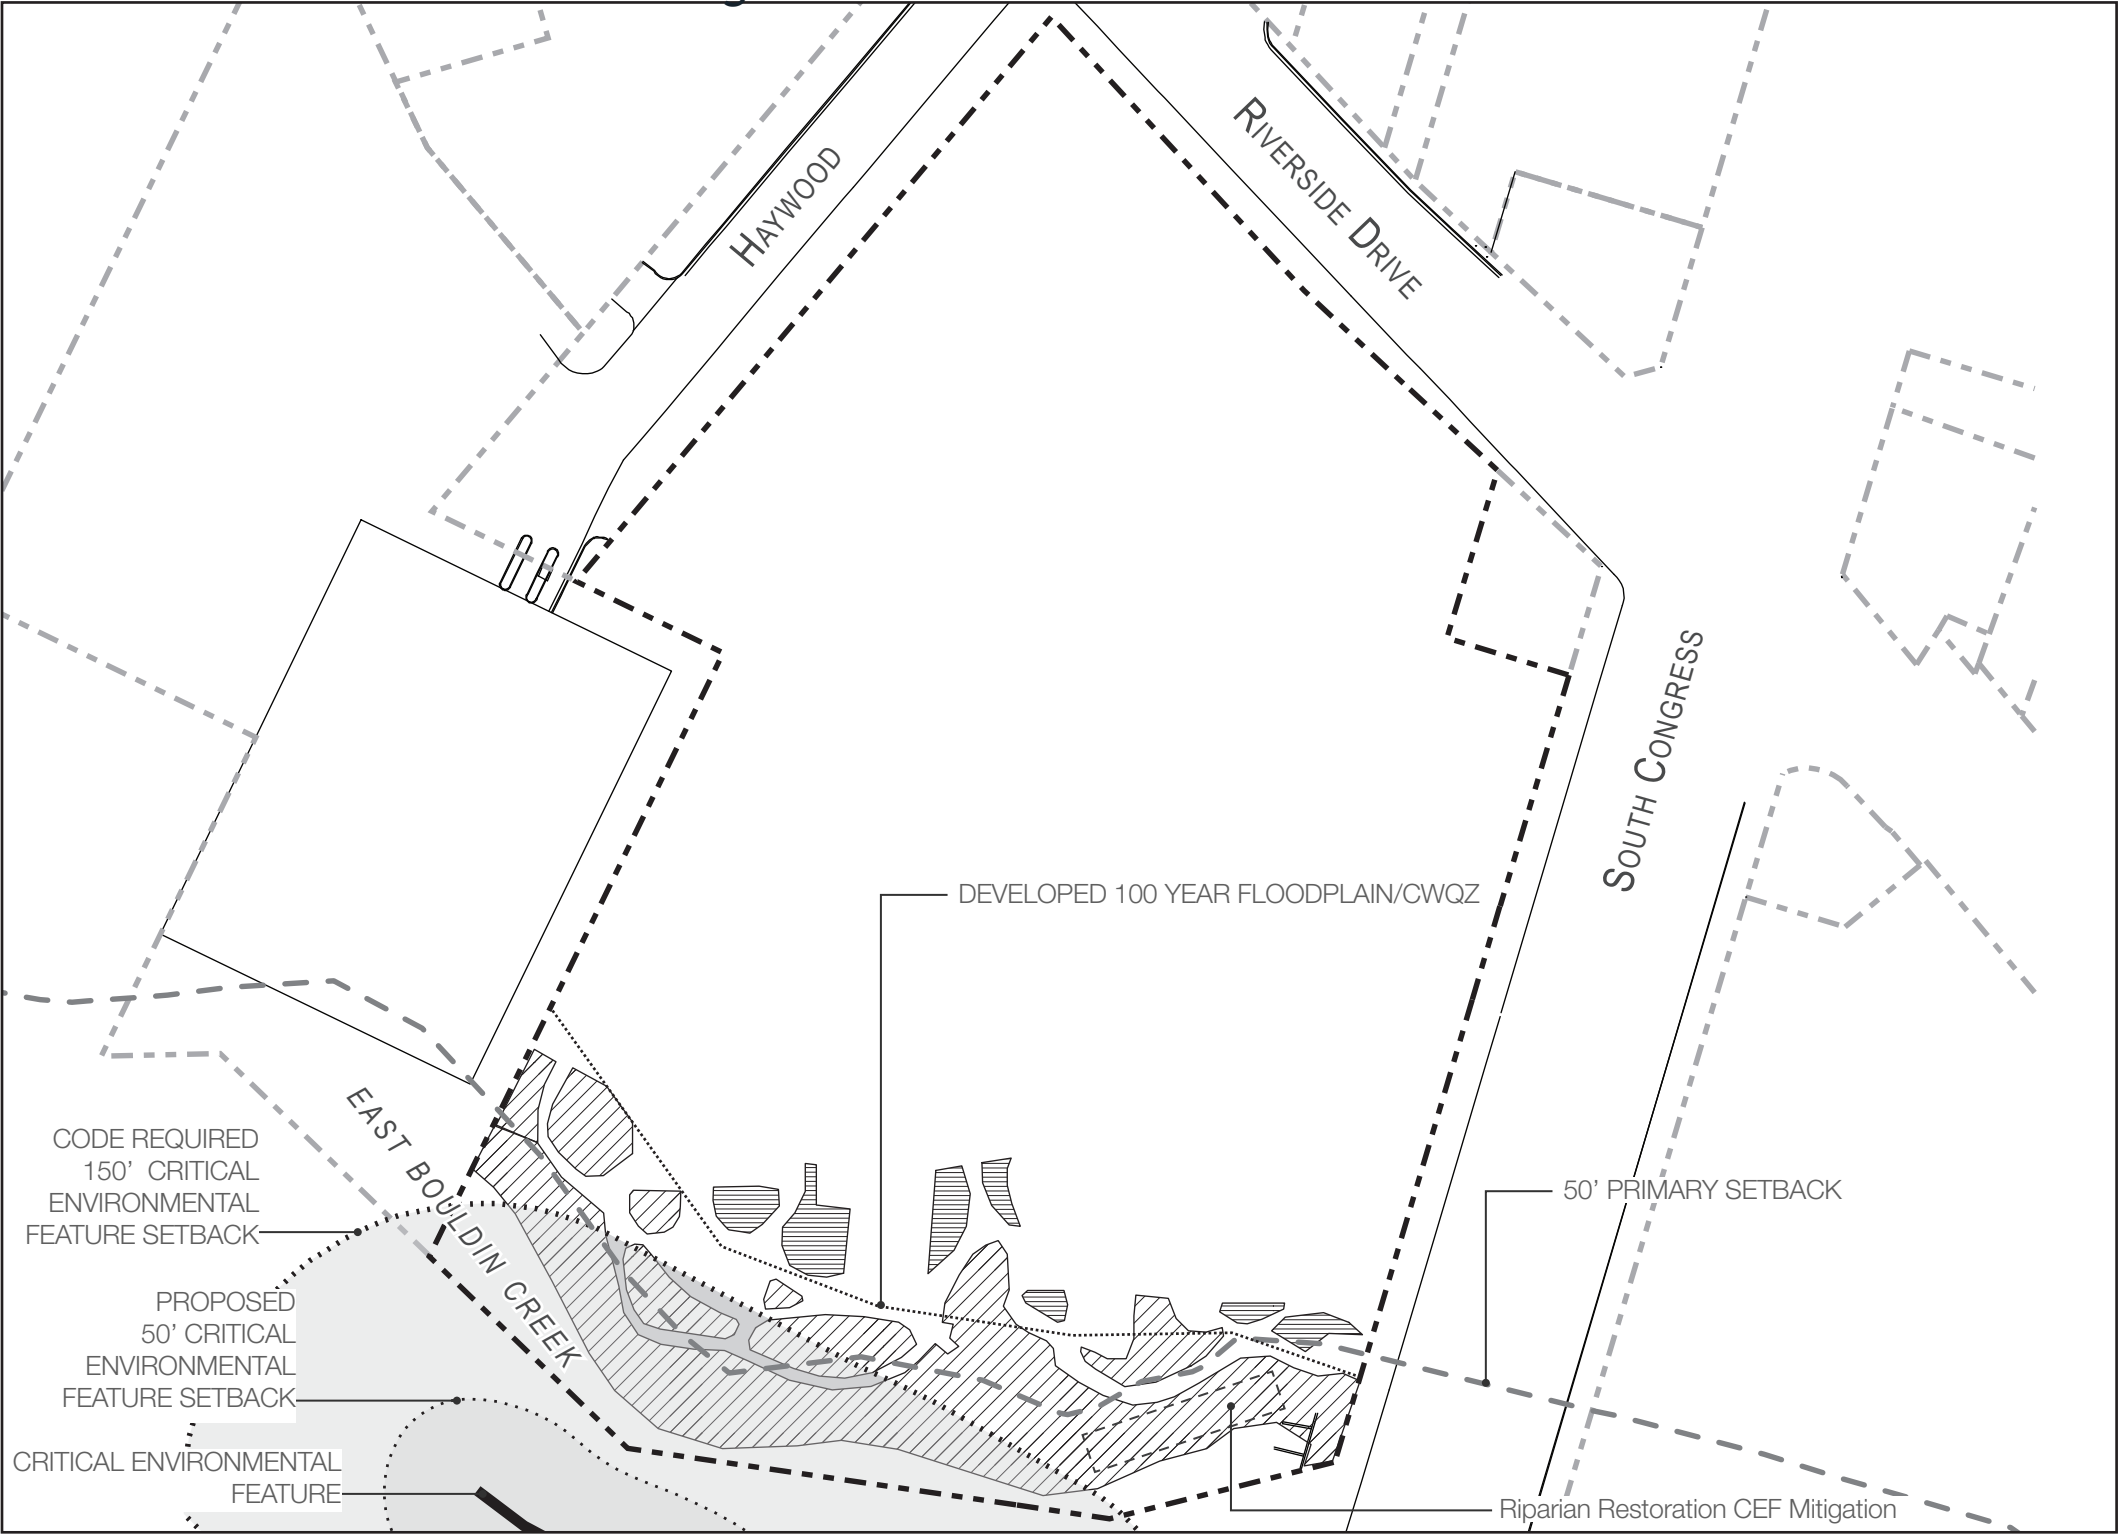 HAYWOOD
RIVERSIDE DRIVE
SOUTH CONGRESS
DEVELOPED 100 YEAR FLOODPLAIN/CWQZ
EAST BOULDIN CREEK
CODE REQUIRED
150’ CRITICAL
ENVIRONMENTAL
FEATURE SETBACK
50’ PRIMARY SETBACK
PROPOSED
50’ CRITICAL
ENVIRONMENTAL
FEATURE SETBACK
CRITICAL ENVIRONMENTAL
FEATURE
Riparian Restoration CEF Mitigation